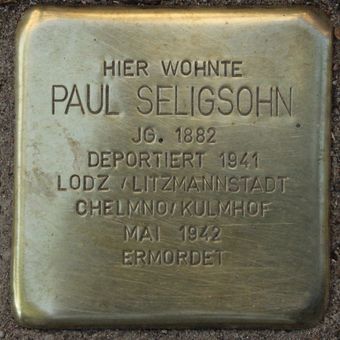 HIER WOHNTE
PAUL SELIGSOHN
JG. 1882
DEPORTIERT 1941
LODZ / LITZMANNSTADT
CHELMNO/KULMHOF
MAI 1942
ERMORDET